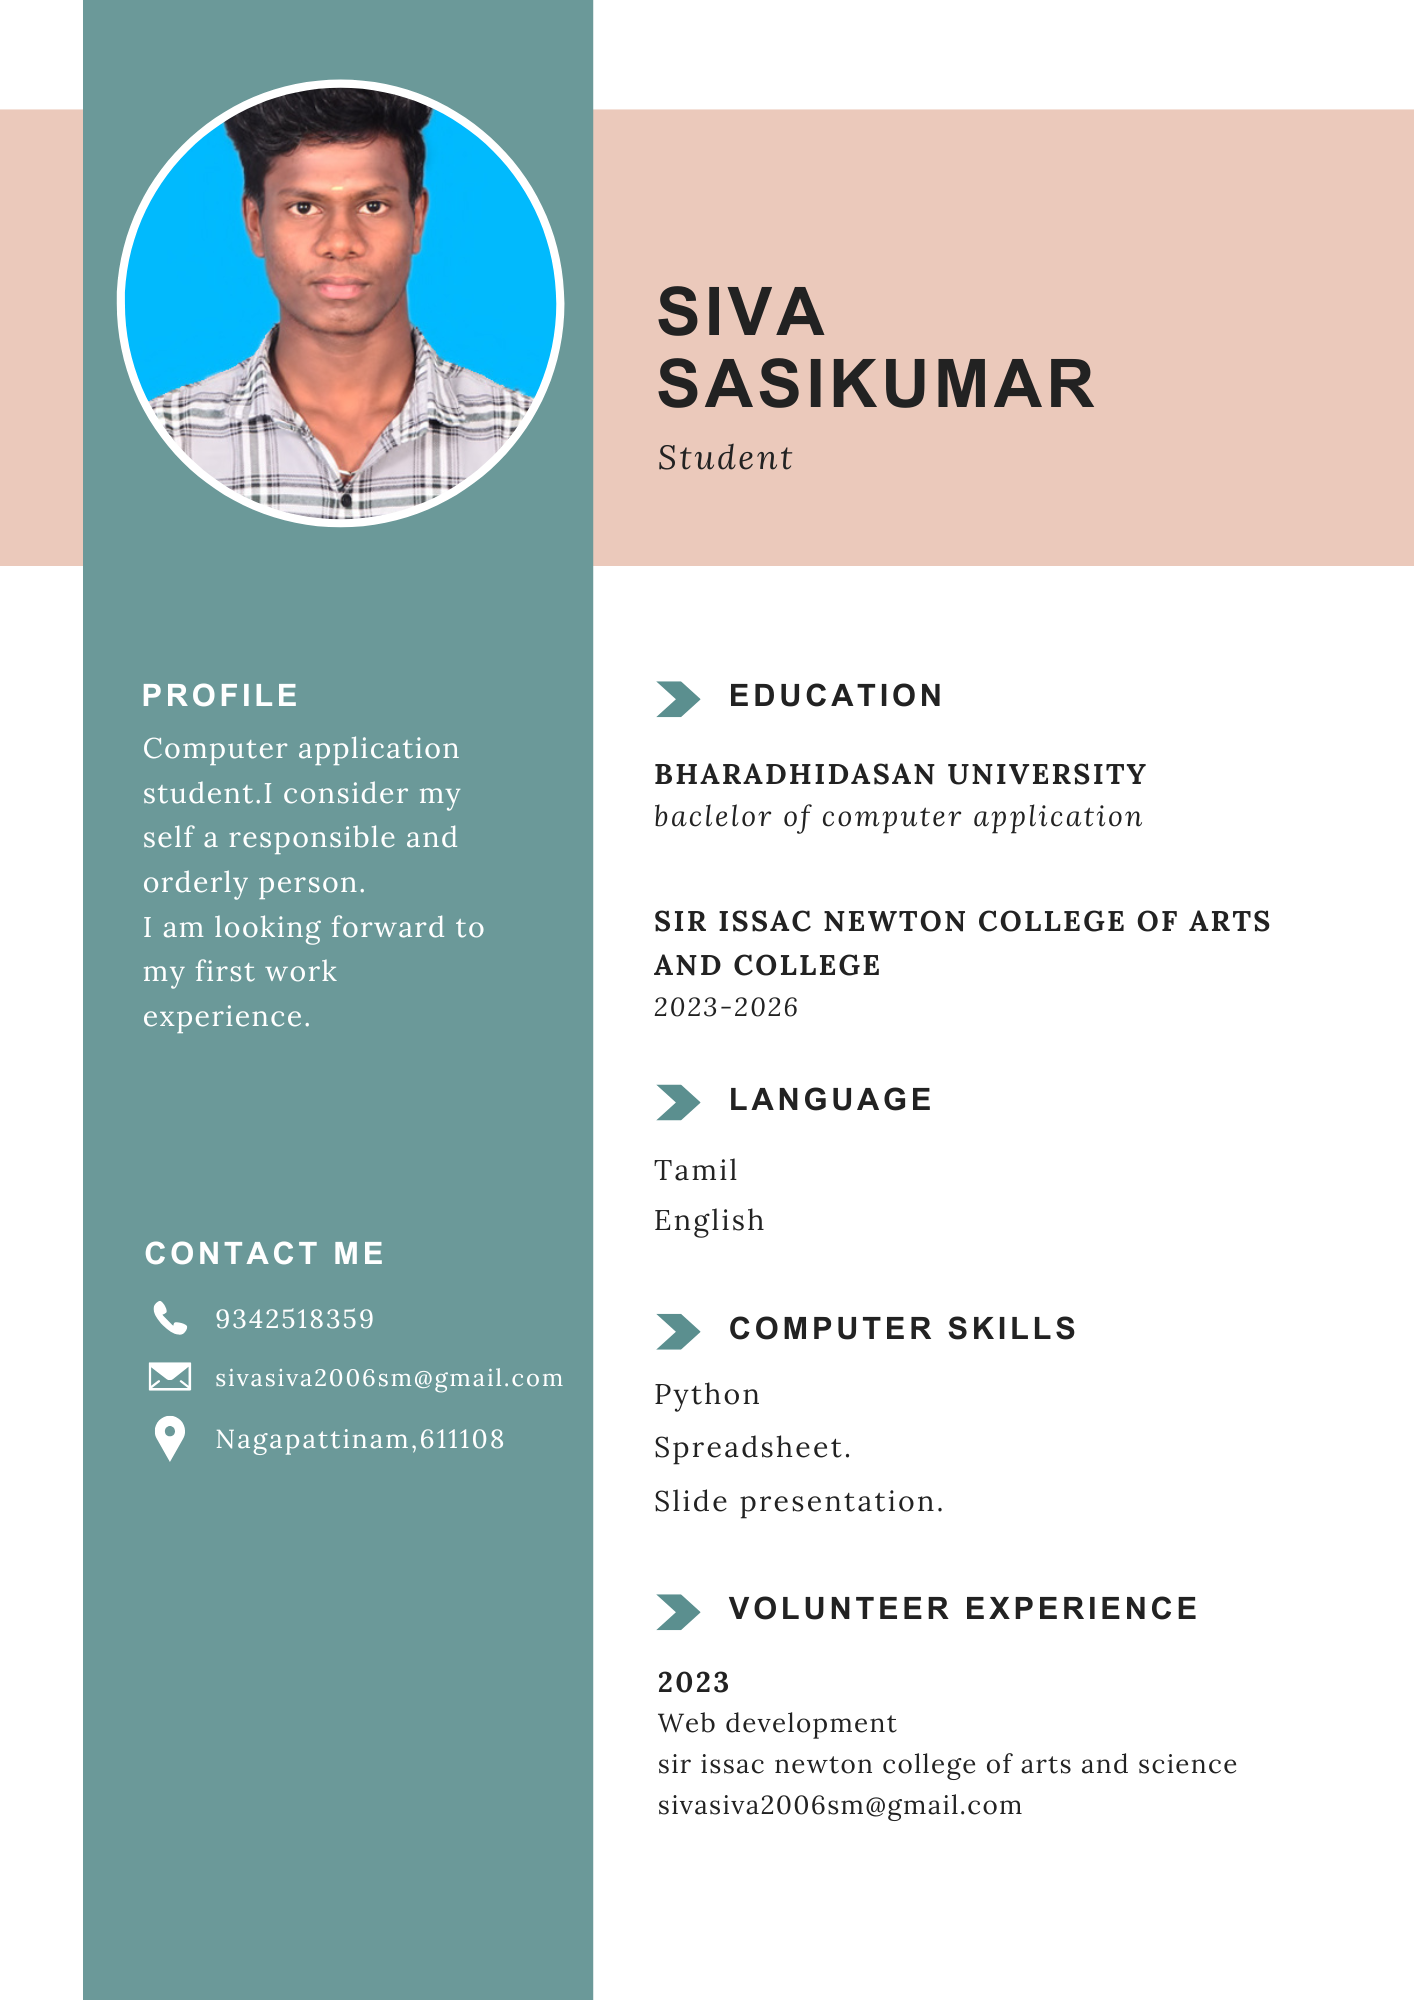 SIVA
SASIKUMAR
Student
PROFILE
Computer application
student.I consider my
self a responsible and
orderly person.
I am looking forward to
my first work
experience.
CONTACT ME
9342518359
sivasiva2006sm@gmail.com
Nagapattinam,611108
EDUCATION
BHARADHIDASAN UNIVERSITY
baclelor of computer application
SIR ISSAC NEWTON COLLEGE OF ARTS
AND COLLEGE
2023-2026
LANGUAGE
Tamil
English
COMPUTER SKILLS
Python
Spreadsheet.
Slide presentation.
VOLUNTEER EXPERIENCE
2023
Web development
sir issac newton college of arts and science
sivasiva2006sm@gmail.com